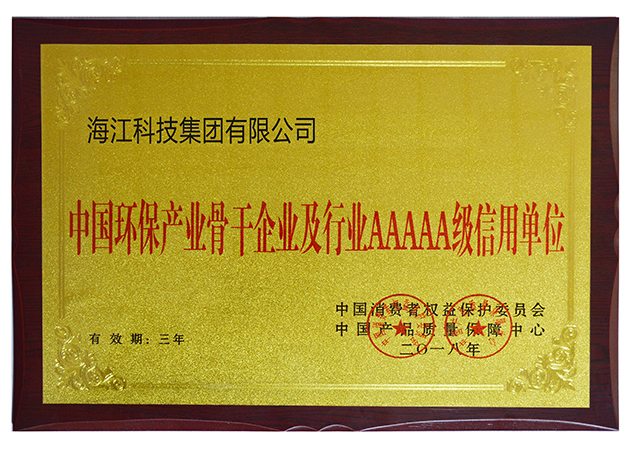 海江科技集团有限公司
中国环保产业骨干企业及行业AAAAA级信用单位
中国消费者权益保护委员会
有效期：三年
中国产品质量保障中心
二〇一八年